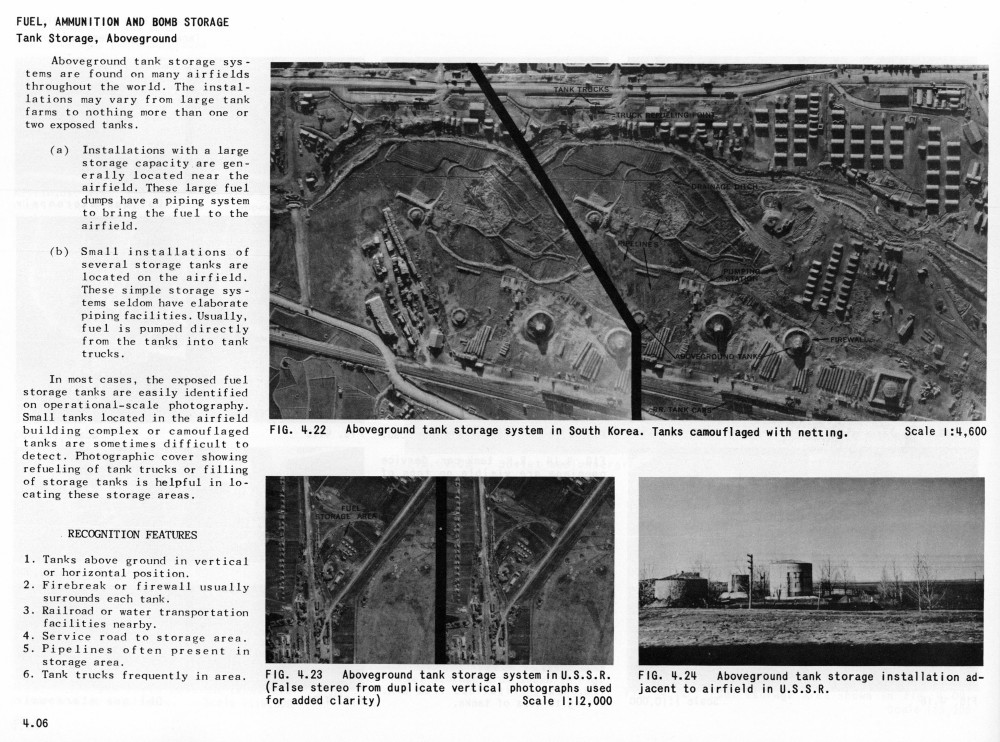 FUEL, AMMUNITION AND BOMB STORAGE
Tank Storage, Aboveground
Aboveground tank storage sys-
tems are found on many airfields
throughout the world. The instal-
lations may vary from large tank
farms to nothing more than one or
two exposed tanks.
(a) Installations with a large
storage capacity are gen-
erally located near the
airfield. These large fuel
dumps have a piping system
to bring the fuel to the
airfield.
(b) Small installations of
several storage tanks are
located on the airfield.
These simple storage sys-
tems seldom have elaborate
piping facilities. Usually,
fuel is pumped directly
from the tanks into tank
trucks.
In most cases, the exposed fuel
storage tanks are easily identified
on operational-scale photography.
Small tanks located in the airfield
building complex or camouflaged
tanks are sometimes difficult to
detect. Photographic cover showing
refueling of tank trucks or filling
of storage tanks is helpful in lo-
cating these storage areas.
RECOGNITION FEATURES
1. Tanks above ground in vertical
or horizontal position.
2. Firebreak or firewall usually
surrounds each tank.
3. Railroad or water transportation
facilities nearby.
4. Service road to storage area.
5. Pipelines often present in
storage area.
6. Tank trucks frequently in area.
4.06
TANK TRUCKS
TRUCK REFUELING POINT
DRAINAGE DITCH
PIPELINES
PUMPING
STATION
FIREWALL
ABOVEGROUND TANKS
RR. TANK CARS
FIG. 4.22 Aboveground tank storage system in South Korea. Tanks camouflaged with netting. Scale 1:4,600
FUEL
STORAGE AREA
FIG. 4.23 Aboveground tank storage system in U.S.S.R.
(False stereo from duplicate vertical photographs used
for added clarity) Scale 1:12,000
FIG. 4.24 Aboveground tank storage installation ad-
jacent to airfield in U.S.S.R.